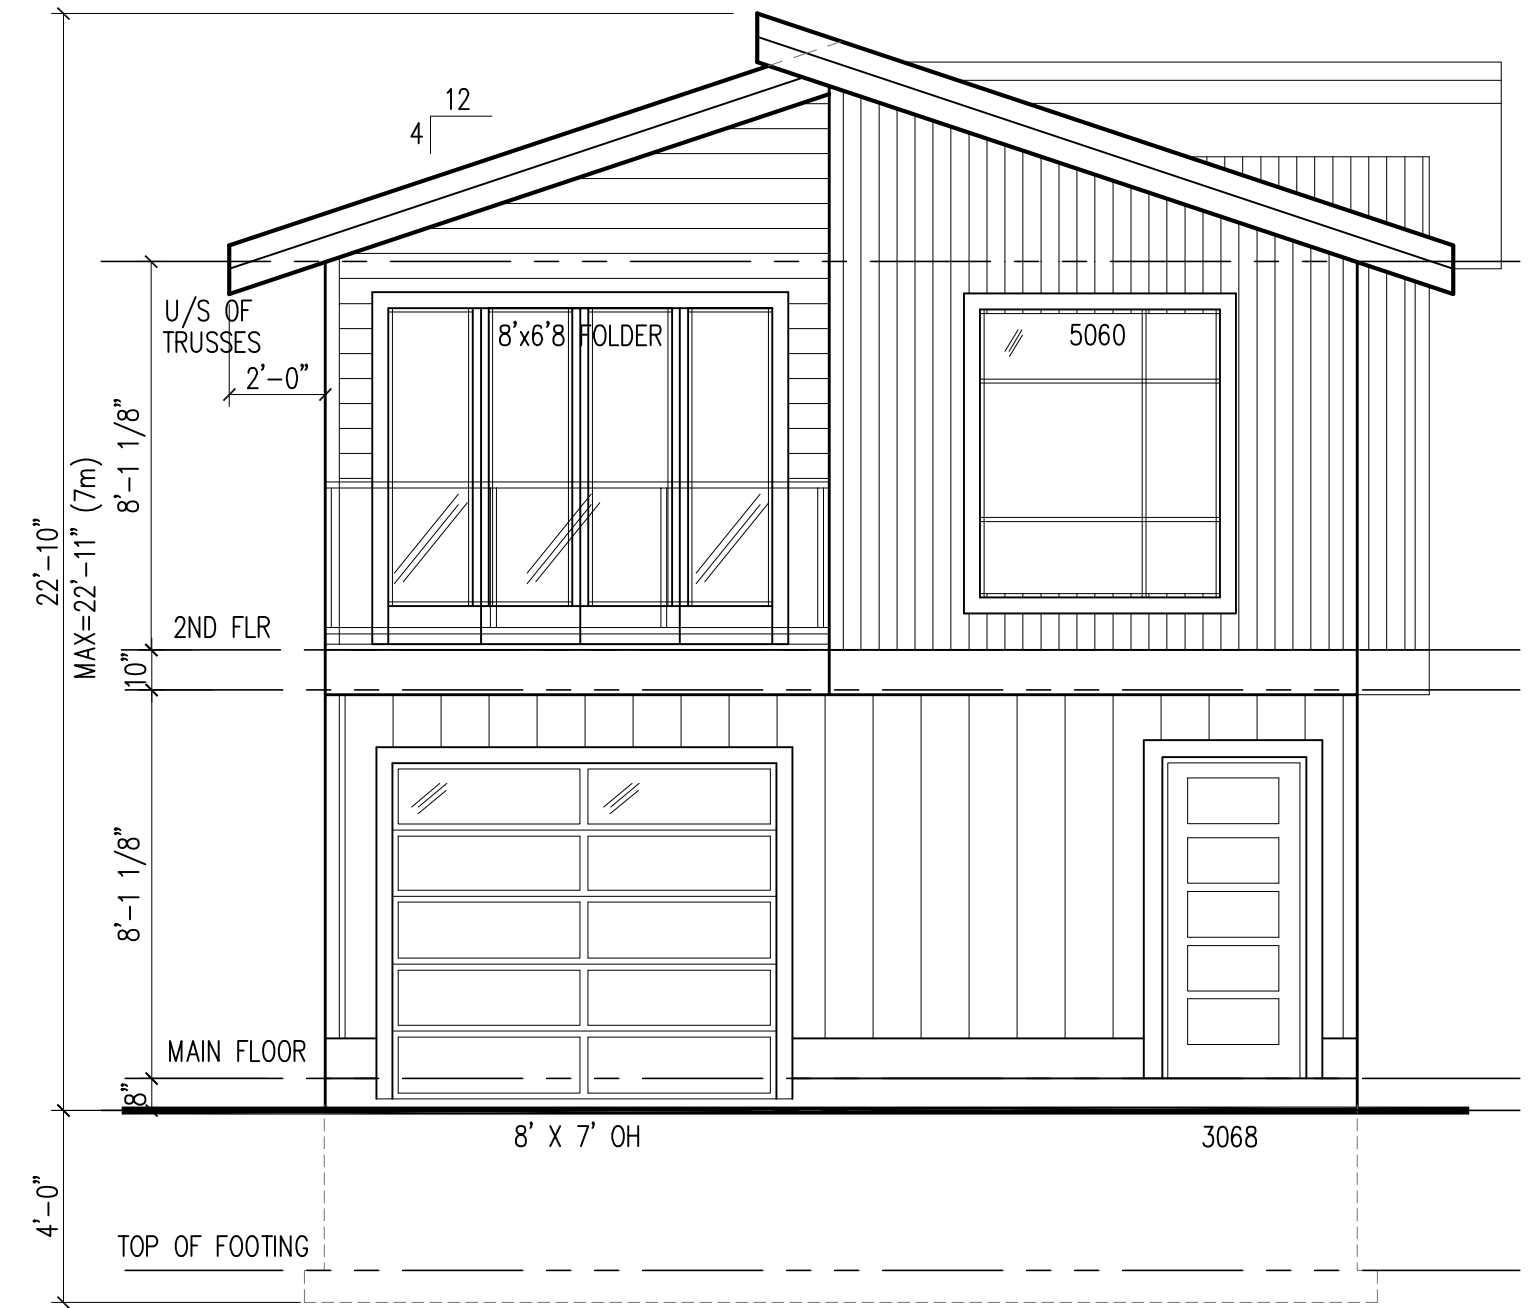 12
4
U/S OF
TRUSSES
2'-0"
8'x6'8 FOLDER
5060
8'-1 1/8"
22'-10"
MAX=22'-11" (7m)
2ND FLR
10"
8'-1 1/8"
MAIN FLOOR
8"
8' X 7' OH
3068
4'-0"
TOP OF FOOTING